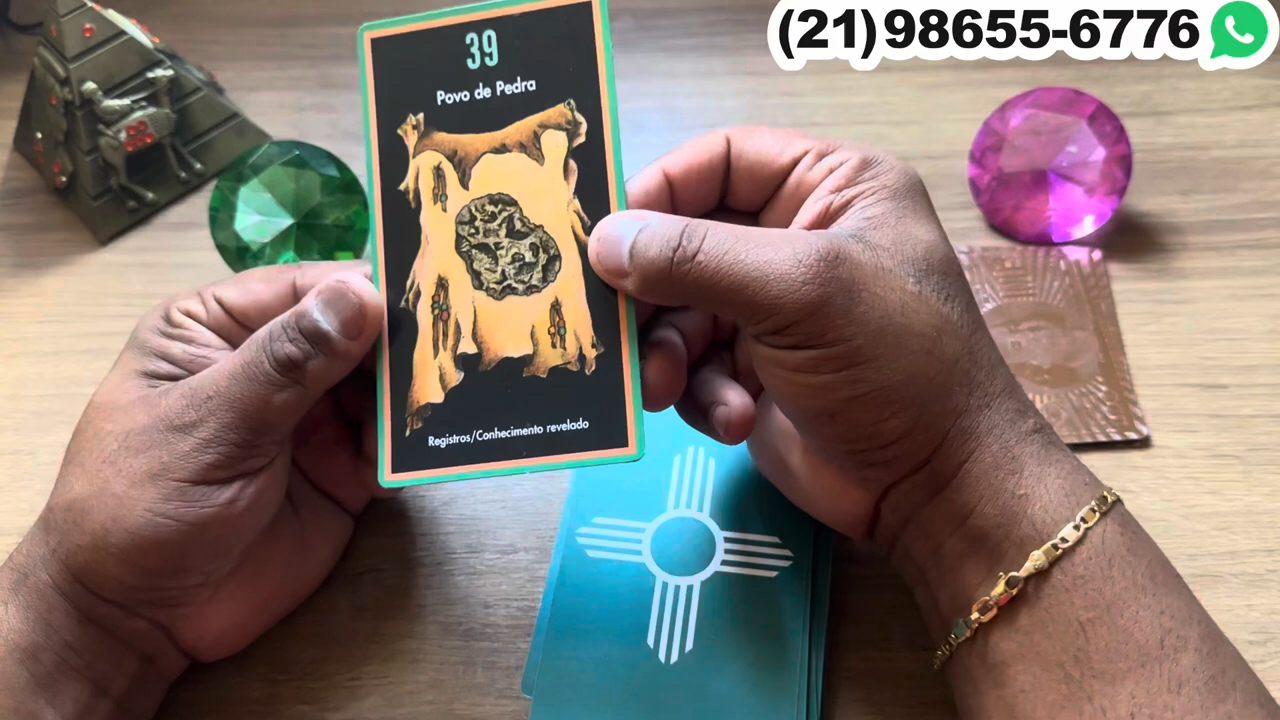 (21)98655-6776
39
Povo de Pedra
Registros/Conhecimento revelado